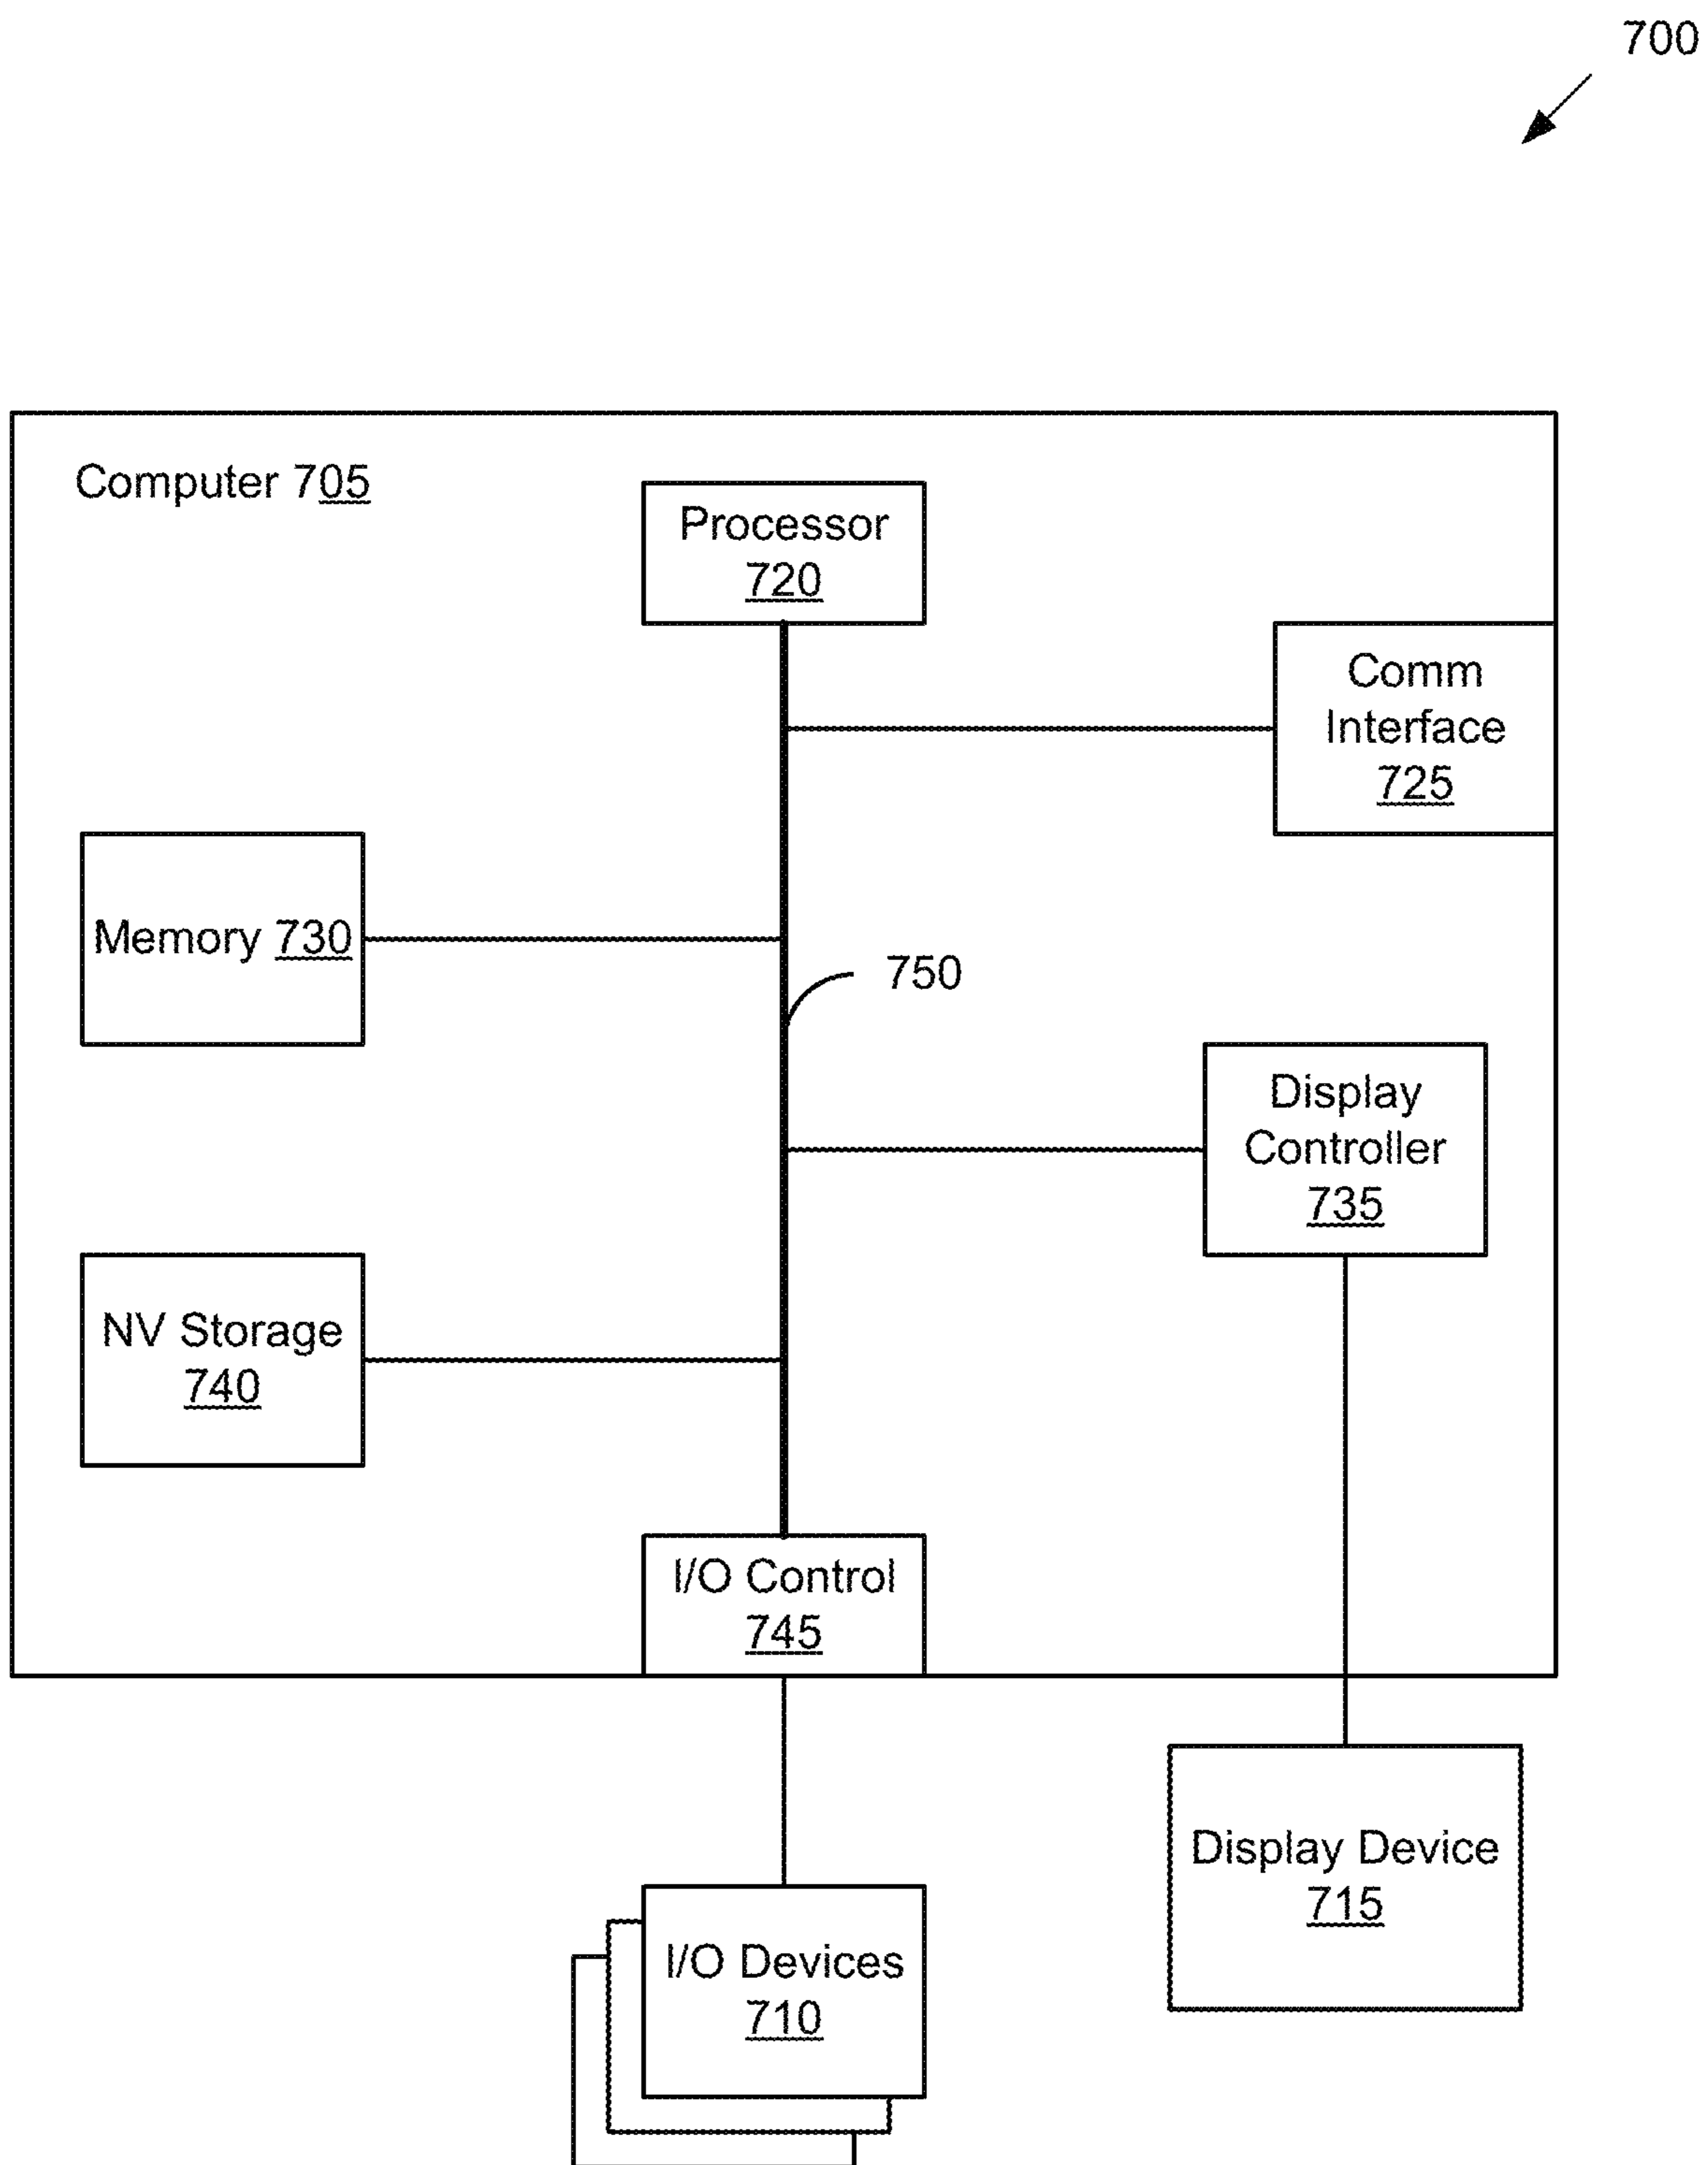 700
Computer 705
Processor
720
Comm
Interface
725
Memory 730
750
Display
Controller
735
NV Storage
740
I/O Control
745
Display Device
715
I/O Devices
710